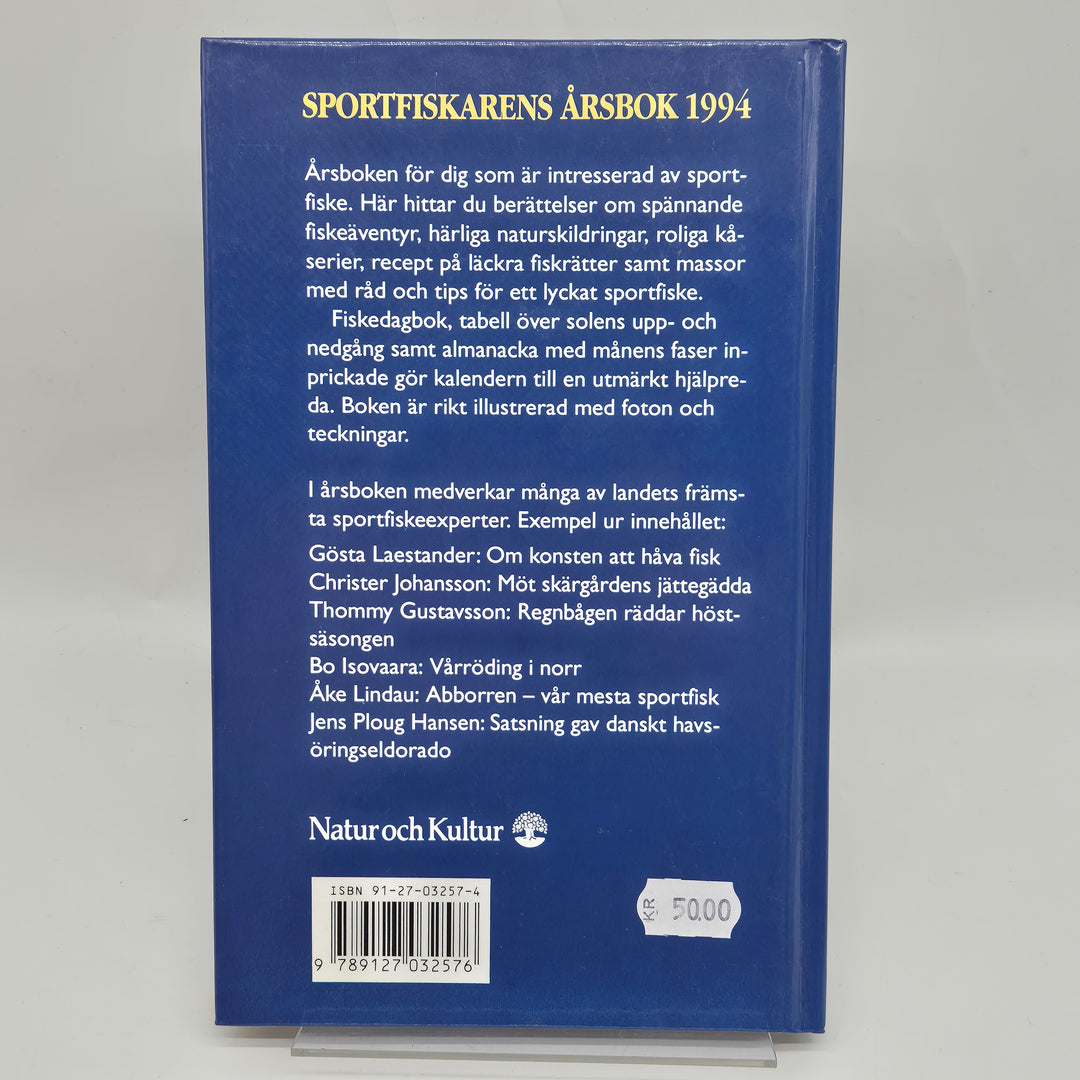 SPORTFISKARENS ÅRSBOK 1994
Årsboken för dig som är intresserad av sport-
fiske. Här hittar du berättelser om spännande
fiskeäventyr, härliga naturskildringar, roliga kå-
serier, recept på läckra fiskrätter samt massor
med råd och tips för ett lyckat sportfiske.
Fiskedagbok, tabell över solens upp- och
nedgång samt almanacka med månens faser in-
prickade gör kalendern till en utmärkt hjälpre-
da. Boken är rikt illustrerad med foton och
teckningar.
I årsboken medverkar många av landets främs-
ta sportfiskeexperter. Exempel ur innehållet:
Gösta Laestander: Om konsten att håva fisk
Christer Johansson: Möt skärgårdens jättegädda
Thommy Gustavsson: Regnbågen räddar höst-
säsongen
Bo Isovaara: Vårröding i norr
Åke Lindau: Abborren – vår mesta sportfisk
Jens Ploug Hansen: Satsning gav danskt havs-
öringseldorado
Natur och Kultur
ISBN 91-27-03257-4
9 789127 032576
KR 50.00